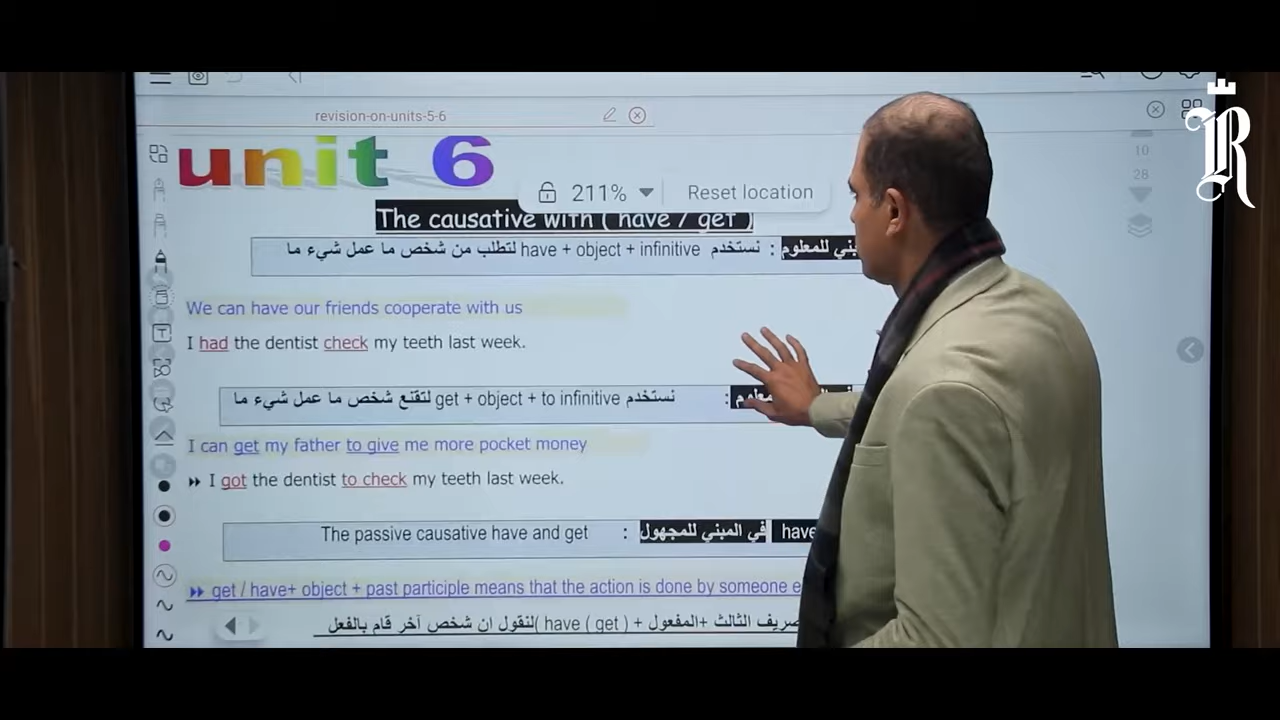 revision-on-units-5-6
unit 6
211% Reset location
The causative with ( have / get )
للمعلوم : نستخدم have + object + infinitive لتطلب من شخص ما عمل شيء ما
We can have our friends cooperate with us
I had the dentist check my teeth last week.
: نستخدم get + object + to infinitive لتقنع شخص ما عمل شيء ما
I can get my father to give me more pocket money
I got the dentist to check my teeth last week.
have في المبني للمجهول : The passive causative have and get
get / have+ object + past participle means that the action is done by someone
الثالث +المفعول + ( have ( get )لنقول ان شخص آخر قام بالفعل
10
28
R